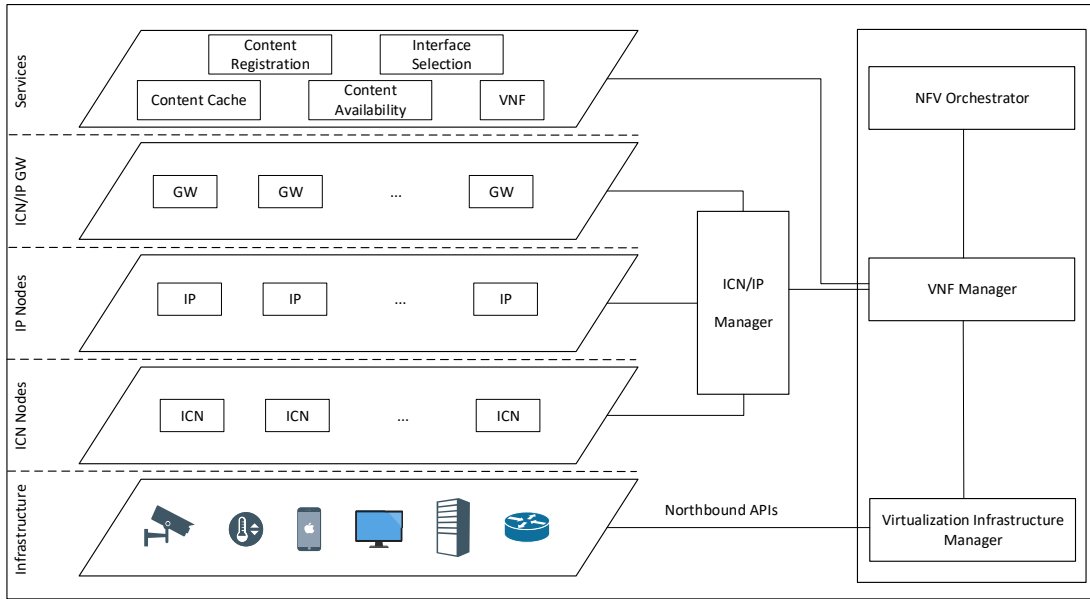 Services
Content
Registration
Interface
Selection
Content Cache
Content
Availability
VNF
ICN/IP GW
GW
GW
...
GW
IP Nodes
IP
IP
...
IP
ICN Nodes
ICN
ICN
...
ICN
Infrastructure
Northbound APIs
ICN/IP
Manager
NFV Orchestrator
VNF Manager
Virtualization Infrastructure
Manager